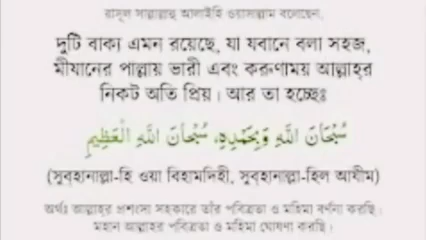 রাসূল সাল্লাল্লাহু আলাইহি ওয়াসাল্লাম বলেছেন,
দুটি বাক্য এমন রয়েছে, যা যবানে বলা সহজ,
মীযানের পাল্লায় ভারী এবং করুণাময় আল্লাহ্‌র
নিকট অতি প্রিয়। আর তা হচ্ছেঃ
سُبْحَانَ اللهِ وَبِحَمْدِهِ، سُبْحَانَ اللهِ الْعَظِيمِ
(সুব্‌হানাল্লা-হি ওয়া বিহামদিহী, সুব্‌হানাল্লা-হিল আযীম)
অর্থঃ আল্লাহ্‌র প্রশংসা সহকারে তাঁর পবিত্রতা ও মহিমা বর্ণনা করছি।
মহান আল্লাহর পবিত্রতা ও মহিমা ঘোষণা করছি।